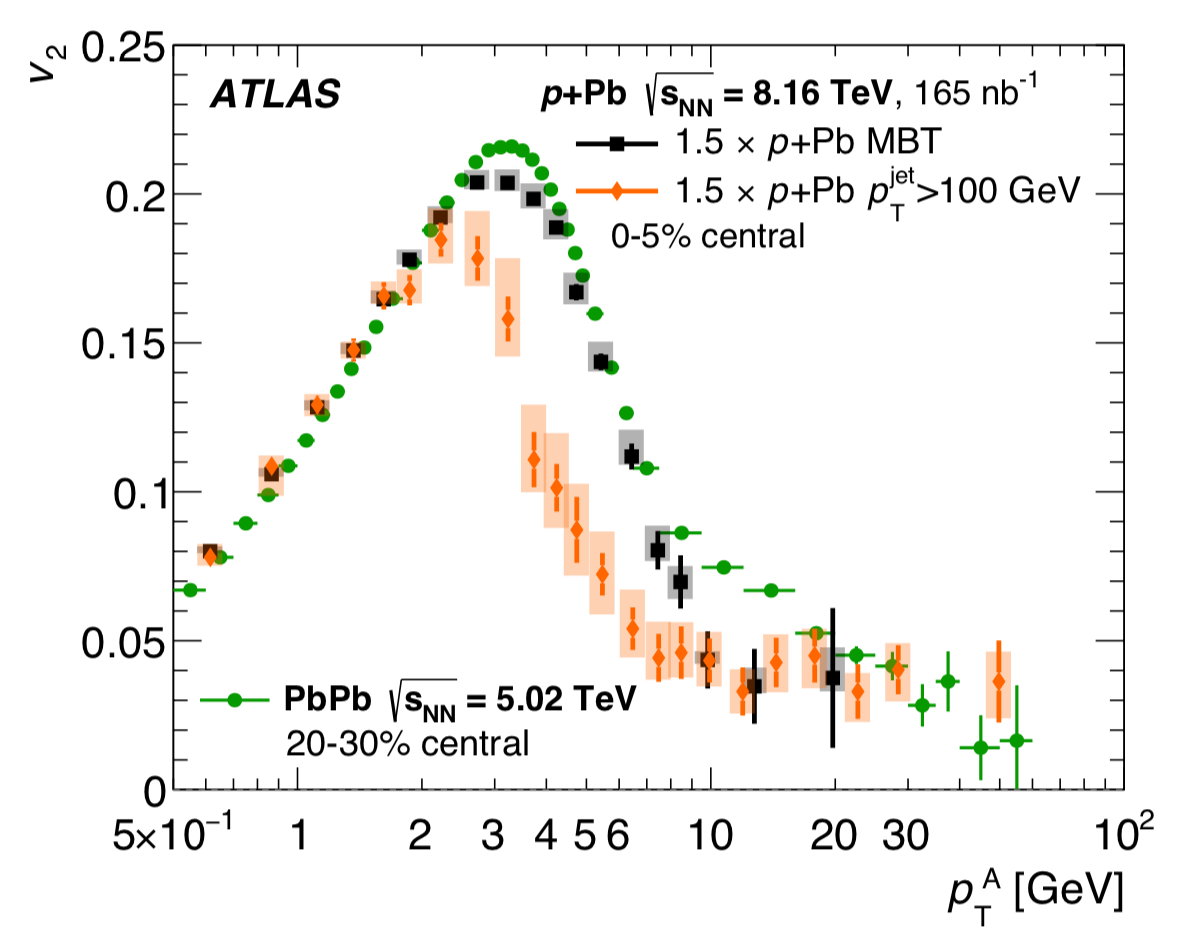 v₂
0.25
0.2
0.15
0.1
0.05
0
ATLAS
p+Pb √sNN = 8.16 TeV, 165 nb⁻¹
1.5 × p+Pb MBT
1.5 × p+Pb pTjet>100 GeV
0-5% central
PbPb √sNN = 5.02 TeV
20-30% central
5×10⁻¹ 1 2 3 4 5 6 10 20 30 10²
pTA [GeV]